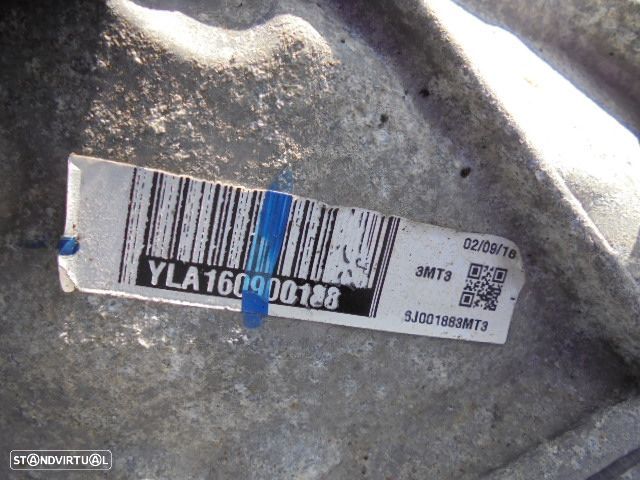 YLA160900188
02/09/16
3MT3
SJ001883MT3
STANDVIRTUAL